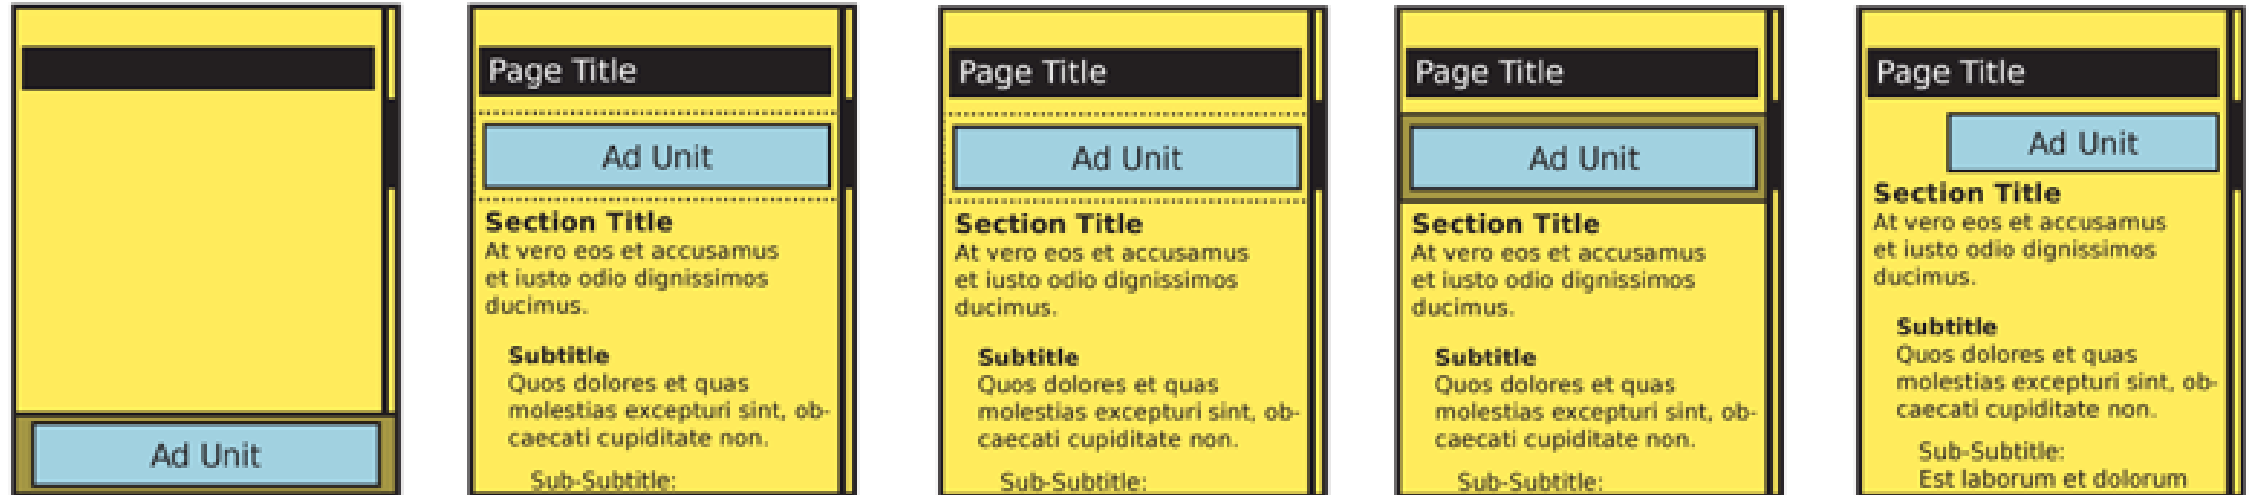 Ad Unit
Page Title
Ad Unit
Section Title
At vero eos et accusamus
et iusto odio dignissimos
ducimus.
Subtitle
Quos dolores et quas
molestias excepturi sint, ob-
caecati cupiditate non.
Sub-Subtitle:
Page Title
Ad Unit
Section Title
At vero eos et accusamus
et iusto odio dignissimos
ducimus.
Subtitle
Quos dolores et quas
molestias excepturi sint, ob-
caecati cupiditate non.
Sub-Subtitle:
Page Title
Ad Unit
Section Title
At vero eos et accusamus
et iusto odio dignissimos
ducimus.
Subtitle
Quos dolores et quas
molestias excepturi sint, ob-
caecati cupiditate non.
Sub-Subtitle:
Page Title
Ad Unit
Section Title
At vero eos et accusamus
et iusto odio dignissimos
ducimus.
Subtitle
Quos dolores et quas
molestias excepturi sint, ob-
caecati cupiditate non.
Sub-Subtitle:
Est laborum et dolorum